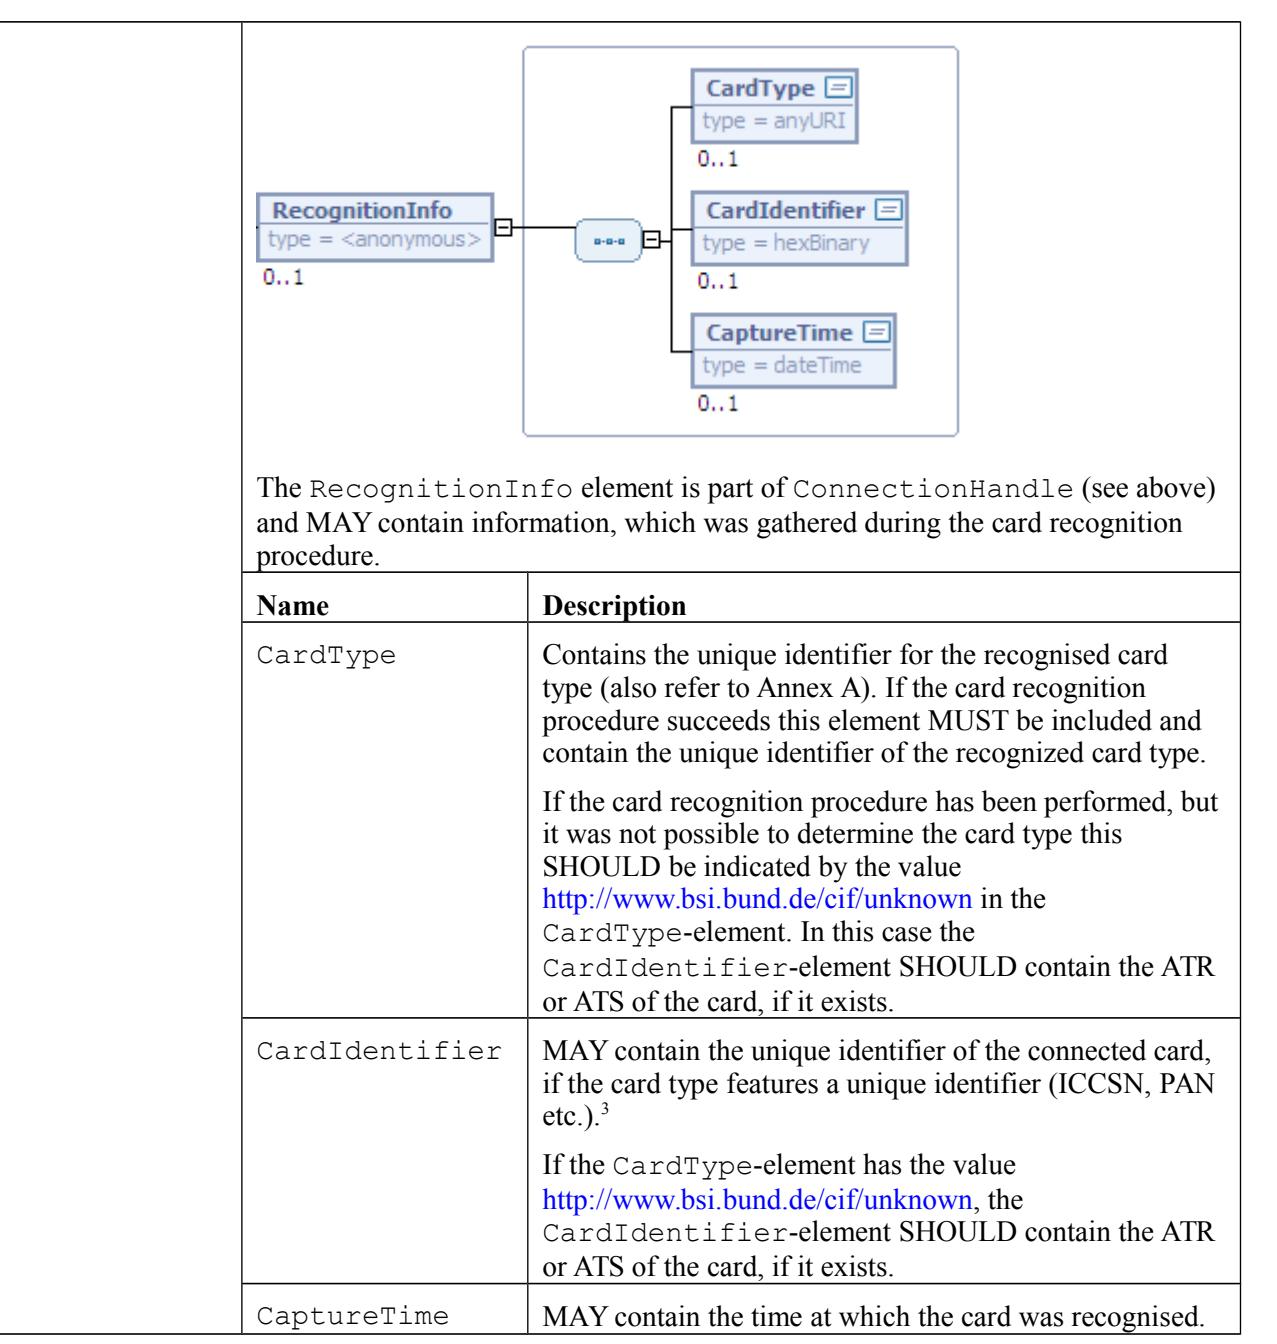 CardType
type = anyURI
0..1
RecognitionInfo
type = <anonymous>
0..1
CardIdentifier
type = hexBinary
0..1
CaptureTime
type = dateTime
0..1
The RecognitionInfo element is part of ConnectionHandle (see above)
and MAY contain information, which was gathered during the card recognition
procedure.
Name Description
CardType Contains the unique identifier for the recognised card
type (also refer to Annex A). If the card recognition
procedure succeeds this element MUST be included and
contain the unique identifier of the recognized card type.
If the card recognition procedure has been performed, but
it was not possible to determine the card type this
SHOULD be indicated by the value
http://www.bsi.bund.de/cif/unknown in the
CardType-element. In this case the
CardIdentifier-element SHOULD contain the ATR
or ATS of the card, if it exists.
CardIdentifier MAY contain the unique identifier of the connected card,
if the card type features a unique identifier (ICCSN, PAN
etc.).3
If the CardType-element has the value
http://www.bsi.bund.de/cif/unknown, the
CardIdentifier-element SHOULD contain the ATR
or ATS of the card, if it exists.
CaptureTime MAY contain the time at which the card was recognised.